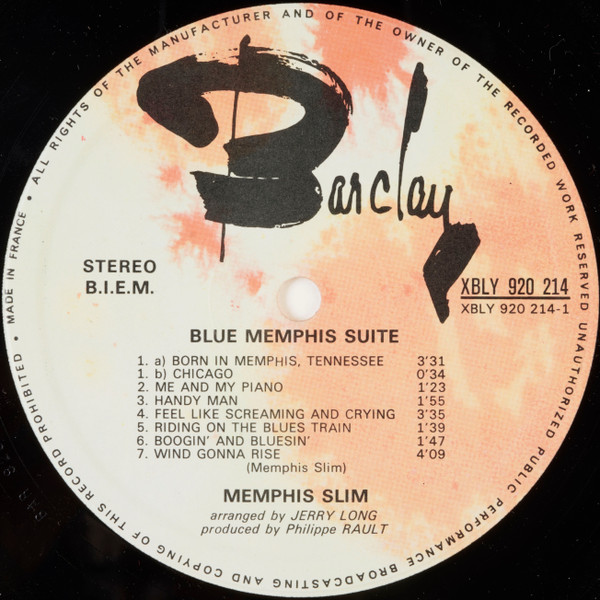 ALL RIGHTS OF THE MANUFACTURER AND OF THE OWNER OF THE RECORDED WORK RESERVED UNAUTHORIZED PUBLIC PERFORMANCE BROADCASTING AND COPYING OF THIS RECORD PROHIBITED • MADE IN FRANCE •
Barclay
STEREO
B.I.E.M.
XBLY 920 214
XBLY 920 214-1
BLUE MEMPHIS SUITE
1. a) BORN IN MEMPHIS, TENNESSEE 3'31
1. b) CHICAGO 0'34
2. ME AND MY PIANO 1'23
3. HANDY MAN 1'55
4. FEEL LIKE SCREAMING AND CRYING 3'35
5. RIDING ON THE BLUES TRAIN 1'39
6. BOOGIN' AND BLUESIN' 1'47
7. WIND GONNA RISE 4'09
(Memphis Slim)
MEMPHIS SLIM
arranged by JERRY LONG
produced by Philippe RAULT